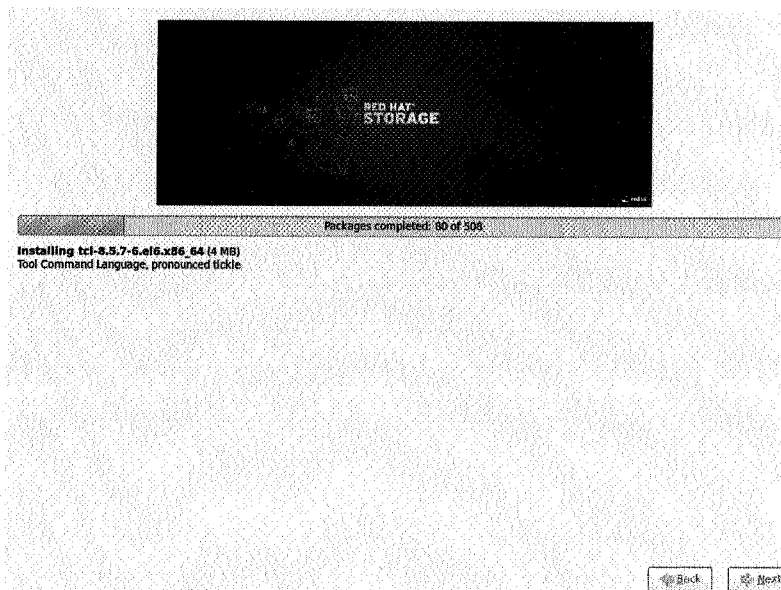 RED HAT
STORAGE
Packages completed: 80 of 506
Installing tcl-8.5.7-6.el6.x86_64 (4 MB)
Tool Command Language, pronounced tickle
Back
Next